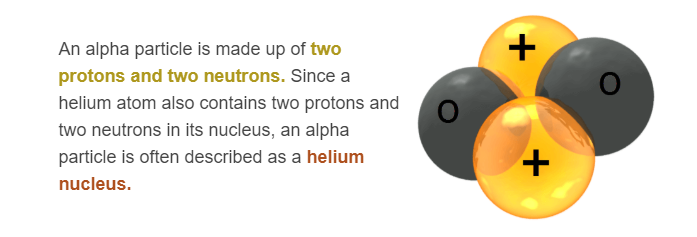 An alpha particle is made up of two
protons and two neutrons. Since a
helium atom also contains two protons and
two neutrons in its nucleus, an alpha
particle is often described as a helium
nucleus.
+
O
O
+